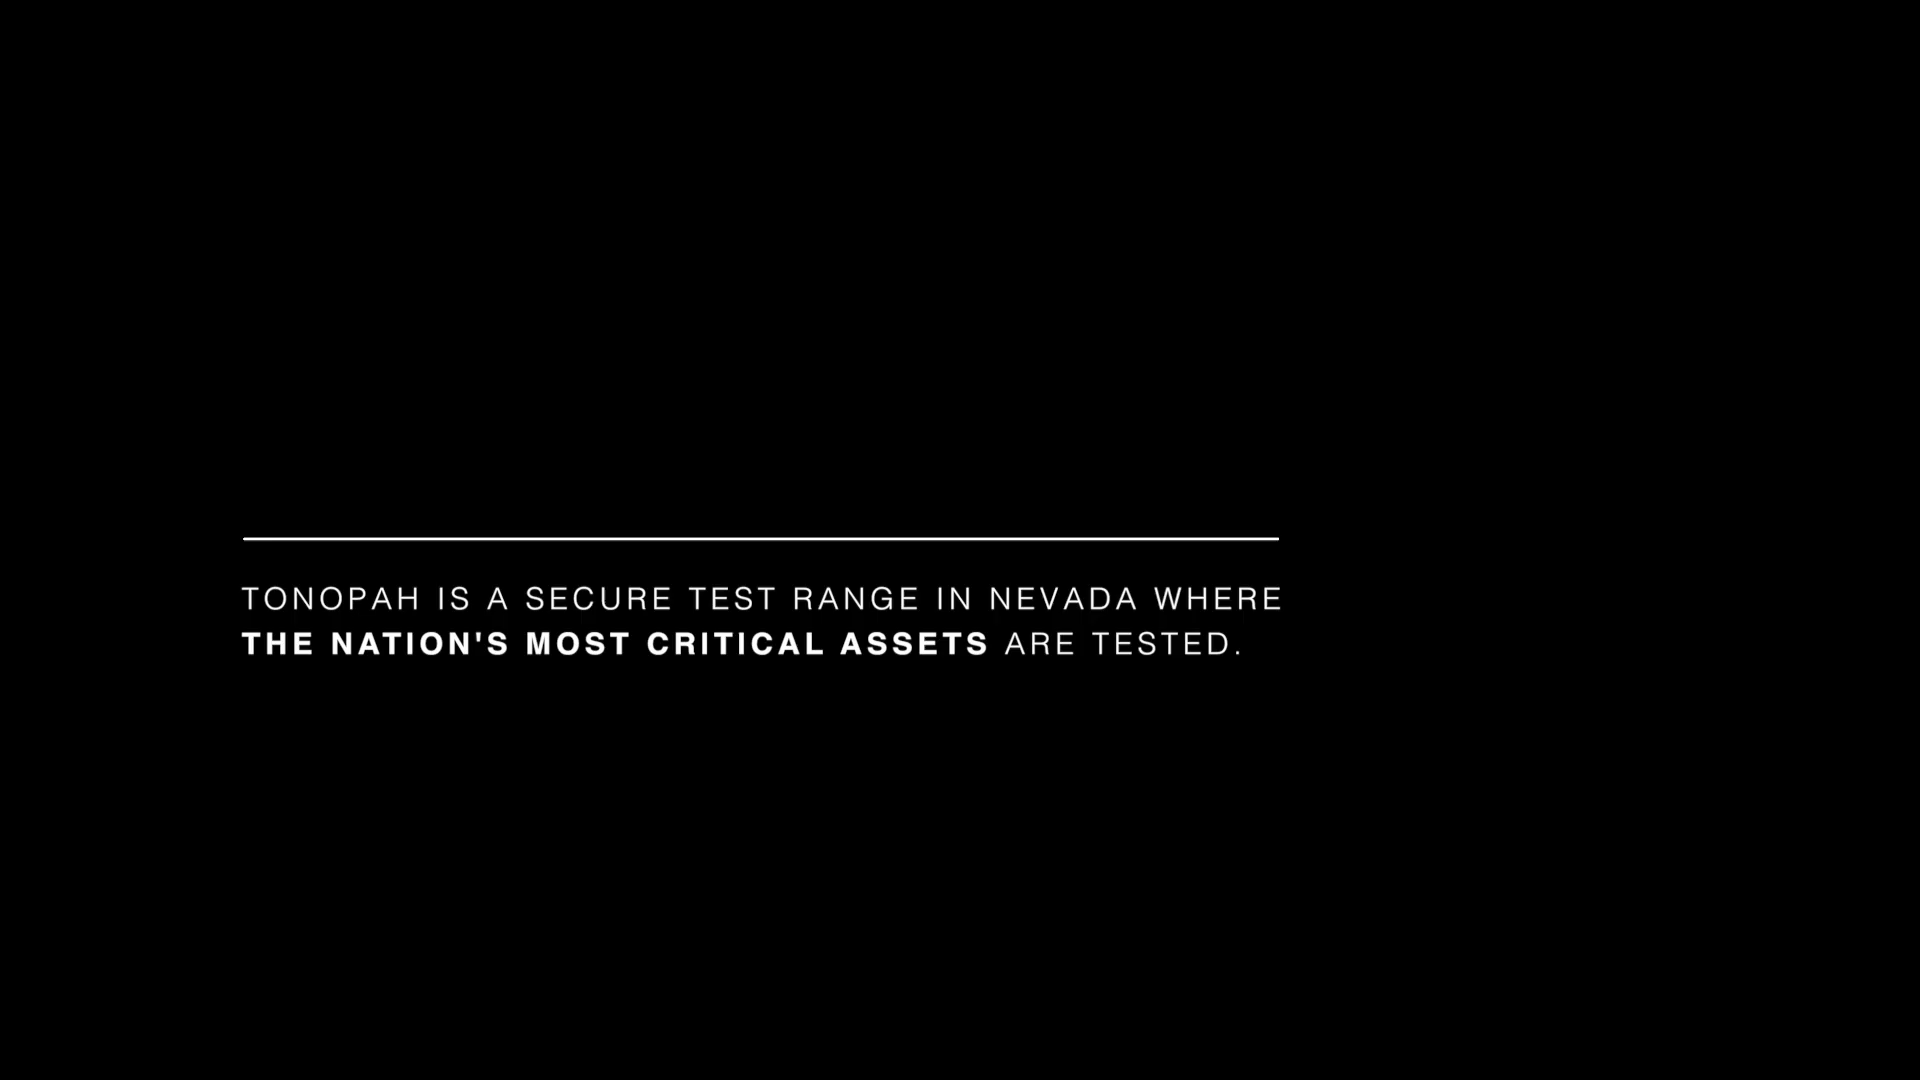 TONOPAH IS A SECURE TEST RANGE IN NEVADA WHERE
THE NATION'S MOST CRITICAL ASSETS ARE TESTED.